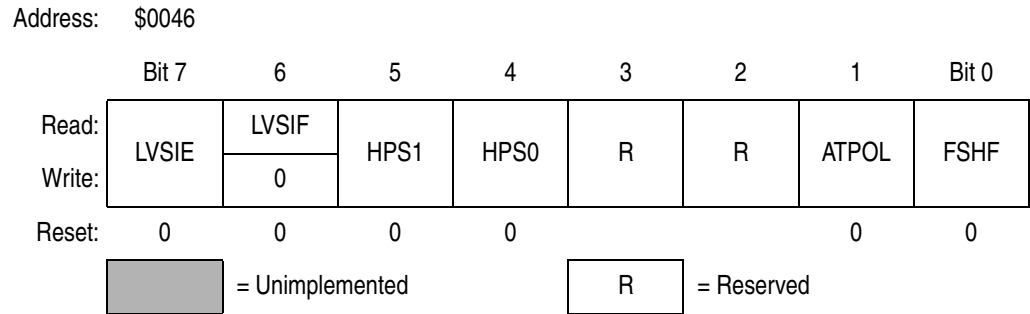 Address: $0046
Bit 7 6 5 4 3 2 1 Bit 0
Read: LVSIE LVSIF HPS1 HPS0 R R ATPOL FSHF
Write: 0
Reset: 0 0 0 0 0 0
= Unimplemented R = Reserved